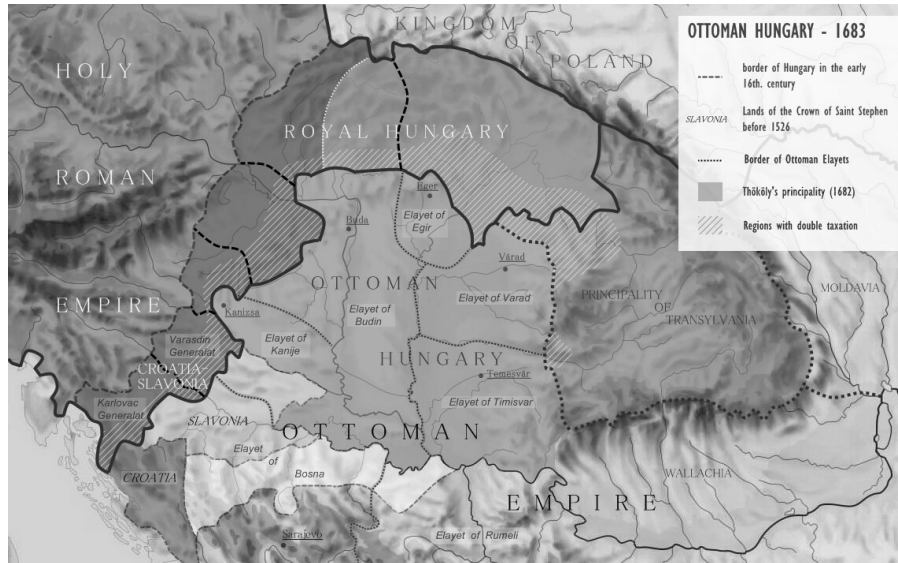 KINGDOM
OF
POLAND
HOLY
ROMAN
EMPIRE
ROYAL HUNGARY
OTTOMAN HUNGARY - 1683
border of Hungary in the early
16th. century
SLAVONIA
Lands of the Crown of Saint Stephen
before 1526
Border of Ottoman Elayets
Thököly's principality (1682)
Regions with double taxation
Eger
Elayet of
Egir
Buda
Várad
OTTOMAN
HUNGARY
Elayet of Varad
Elayet of
Budin
Kanizsa
Elayet of
Kanije
PRINCIPALITY
OF
TRANSYLVANIA
MOLDAVIA
Varasdin
Generalat
CROATIA-
SLAVONIA
Karlovac
Generalat
Temesvár
Elayet of Timisvar
SLAVONIA
OTTOMAN
EMPIRE
Elayet
of
Bosna
CROATIA
WALLACHIA
Sarajevo
Elayet of Rumeli